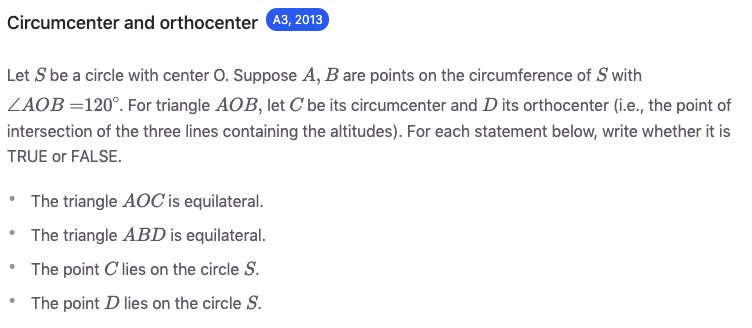 Circumcenter and orthocenter A3, 2013
Let S be a circle with center O. Suppose A, B are points on the circumference of S with
∠AOB =120°. For triangle AOB, let C be its circumcenter and D its orthocenter (i.e., the point of
intersection of the three lines containing the altitudes). For each statement below, write whether it is
TRUE or FALSE.
• The triangle AOC is equilateral.
• The triangle ABD is equilateral.
• The point C lies on the circle S.
• The point D lies on the circle S.